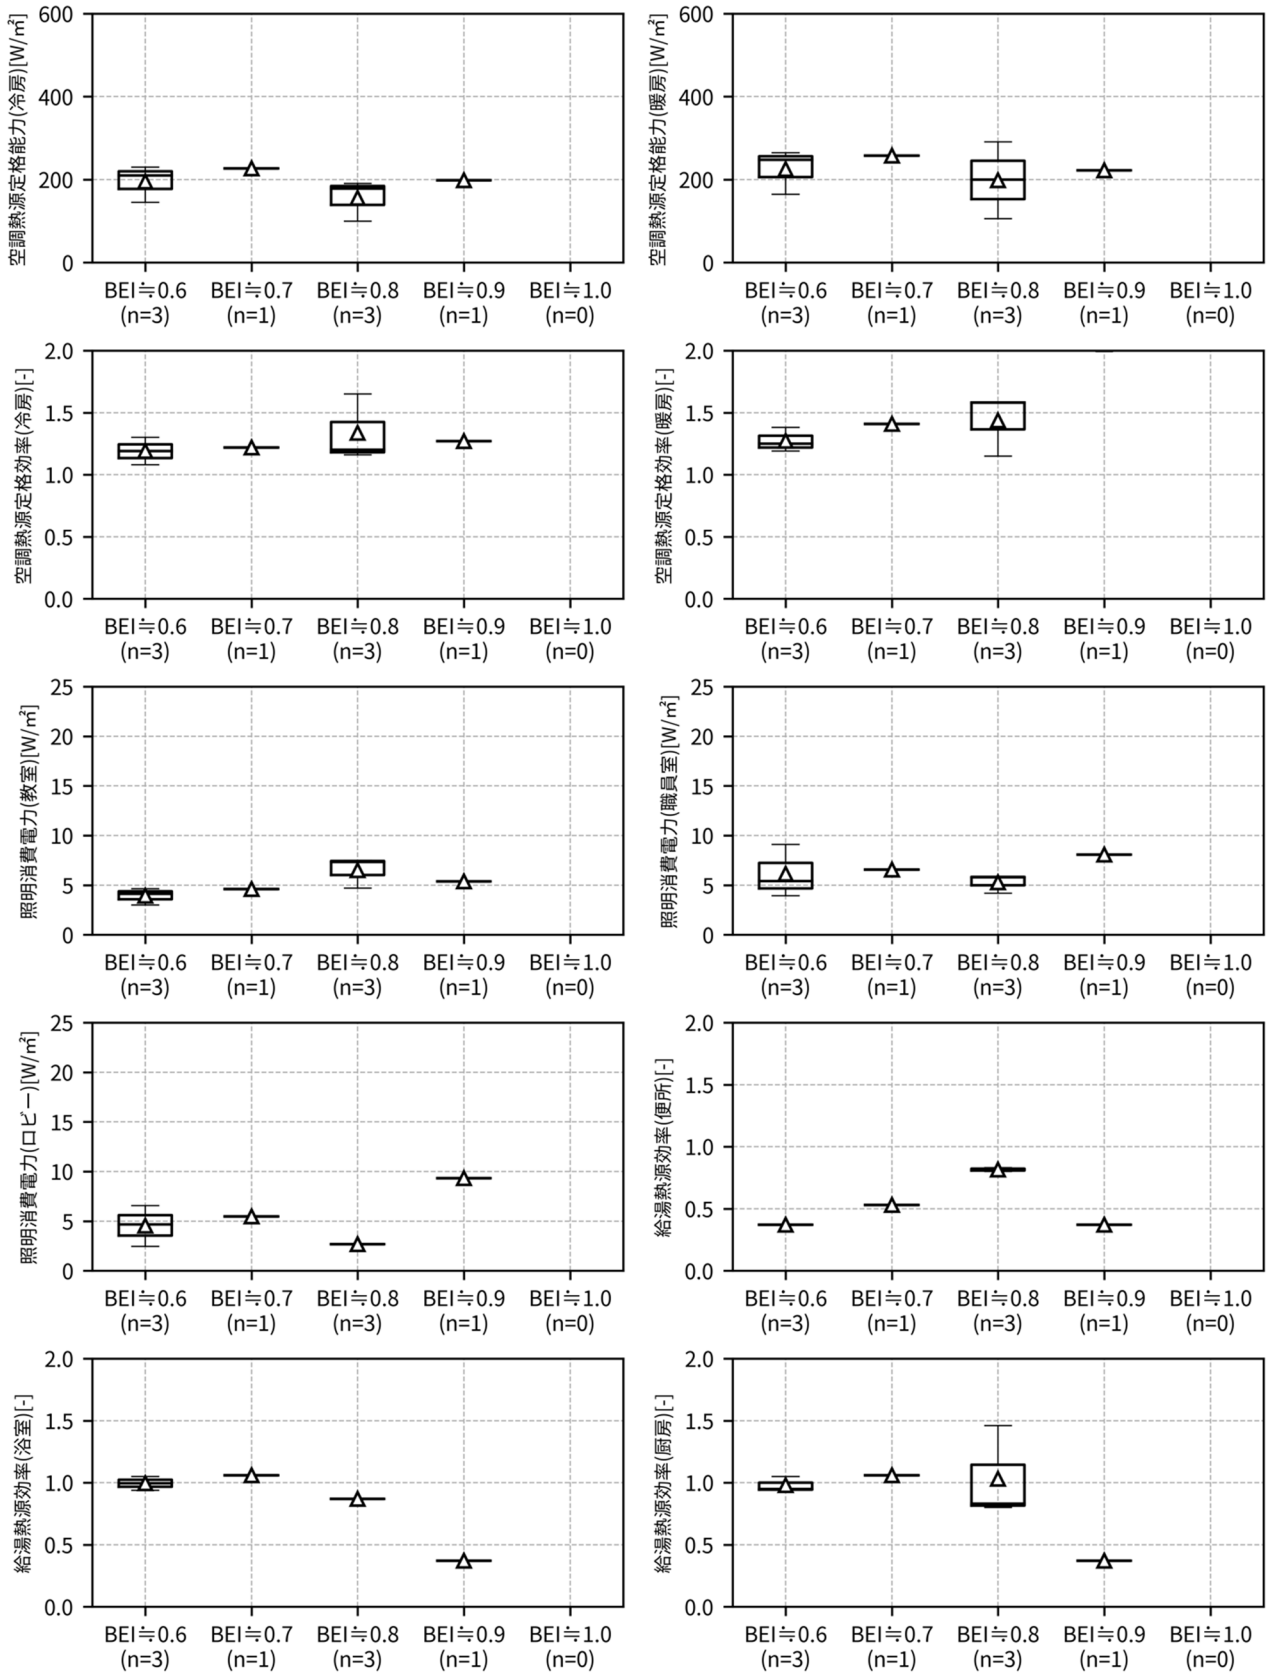 空調熱源定格能力(冷房)[W/㎡]
600
400
200
0
BEI≒0.6 BEI≒0.7 BEI≒0.8 BEI≒0.9 BEI≒1.0
(n=3) (n=1) (n=3) (n=1) (n=0)
空調熱源定格能力(暖房)[W/㎡]
600
400
200
0
BEI≒0.6 BEI≒0.7 BEI≒0.8 BEI≒0.9 BEI≒1.0
(n=3) (n=1) (n=3) (n=1) (n=0)
空調熱源定格効率(冷房)[-]
2.0
1.5
1.0
0.5
0.0
BEI≒0.6 BEI≒0.7 BEI≒0.8 BEI≒0.9 BEI≒1.0
(n=3) (n=1) (n=3) (n=1) (n=0)
空調熱源定格効率(暖房)[-]
2.0
1.5
1.0
0.5
0.0
BEI≒0.6 BEI≒0.7 BEI≒0.8 BEI≒0.9 BEI≒1.0
(n=3) (n=1) (n=3) (n=1) (n=0)
照明消費電力(教室)[W/㎡]
25
20
15
10
5
0
BEI≒0.6 BEI≒0.7 BEI≒0.8 BEI≒0.9 BEI≒1.0
(n=3) (n=1) (n=3) (n=1) (n=0)
照明消費電力(職員室)[W/㎡]
25
20
15
10
5
0
BEI≒0.6 BEI≒0.7 BEI≒0.8 BEI≒0.9 BEI≒1.0
(n=3) (n=1) (n=3) (n=1) (n=0)
照明消費電力(ロビー)[W/㎡]
25
20
15
10
5
0
BEI≒0.6 BEI≒0.7 BEI≒0.8 BEI≒0.9 BEI≒1.0
(n=3) (n=1) (n=3) (n=1) (n=0)
給湯熱源効率(便所)[-]
2.0
1.5
1.0
0.5
0.0
BEI≒0.6 BEI≒0.7 BEI≒0.8 BEI≒0.9 BEI≒1.0
(n=3) (n=1) (n=3) (n=1) (n=0)
給湯熱源効率(浴室)[-]
2.0
1.5
1.0
0.5
0.0
BEI≒0.6 BEI≒0.7 BEI≒0.8 BEI≒0.9 BEI≒1.0
(n=3) (n=1) (n=3) (n=1) (n=0)
給湯熱源効率(厨房)[-]
2.0
1.5
1.0
0.5
0.0
BEI≒0.6 BEI≒0.7 BEI≒0.8 BEI≒0.9 BEI≒1.0
(n=3) (n=1) (n=3) (n=1) (n=0)